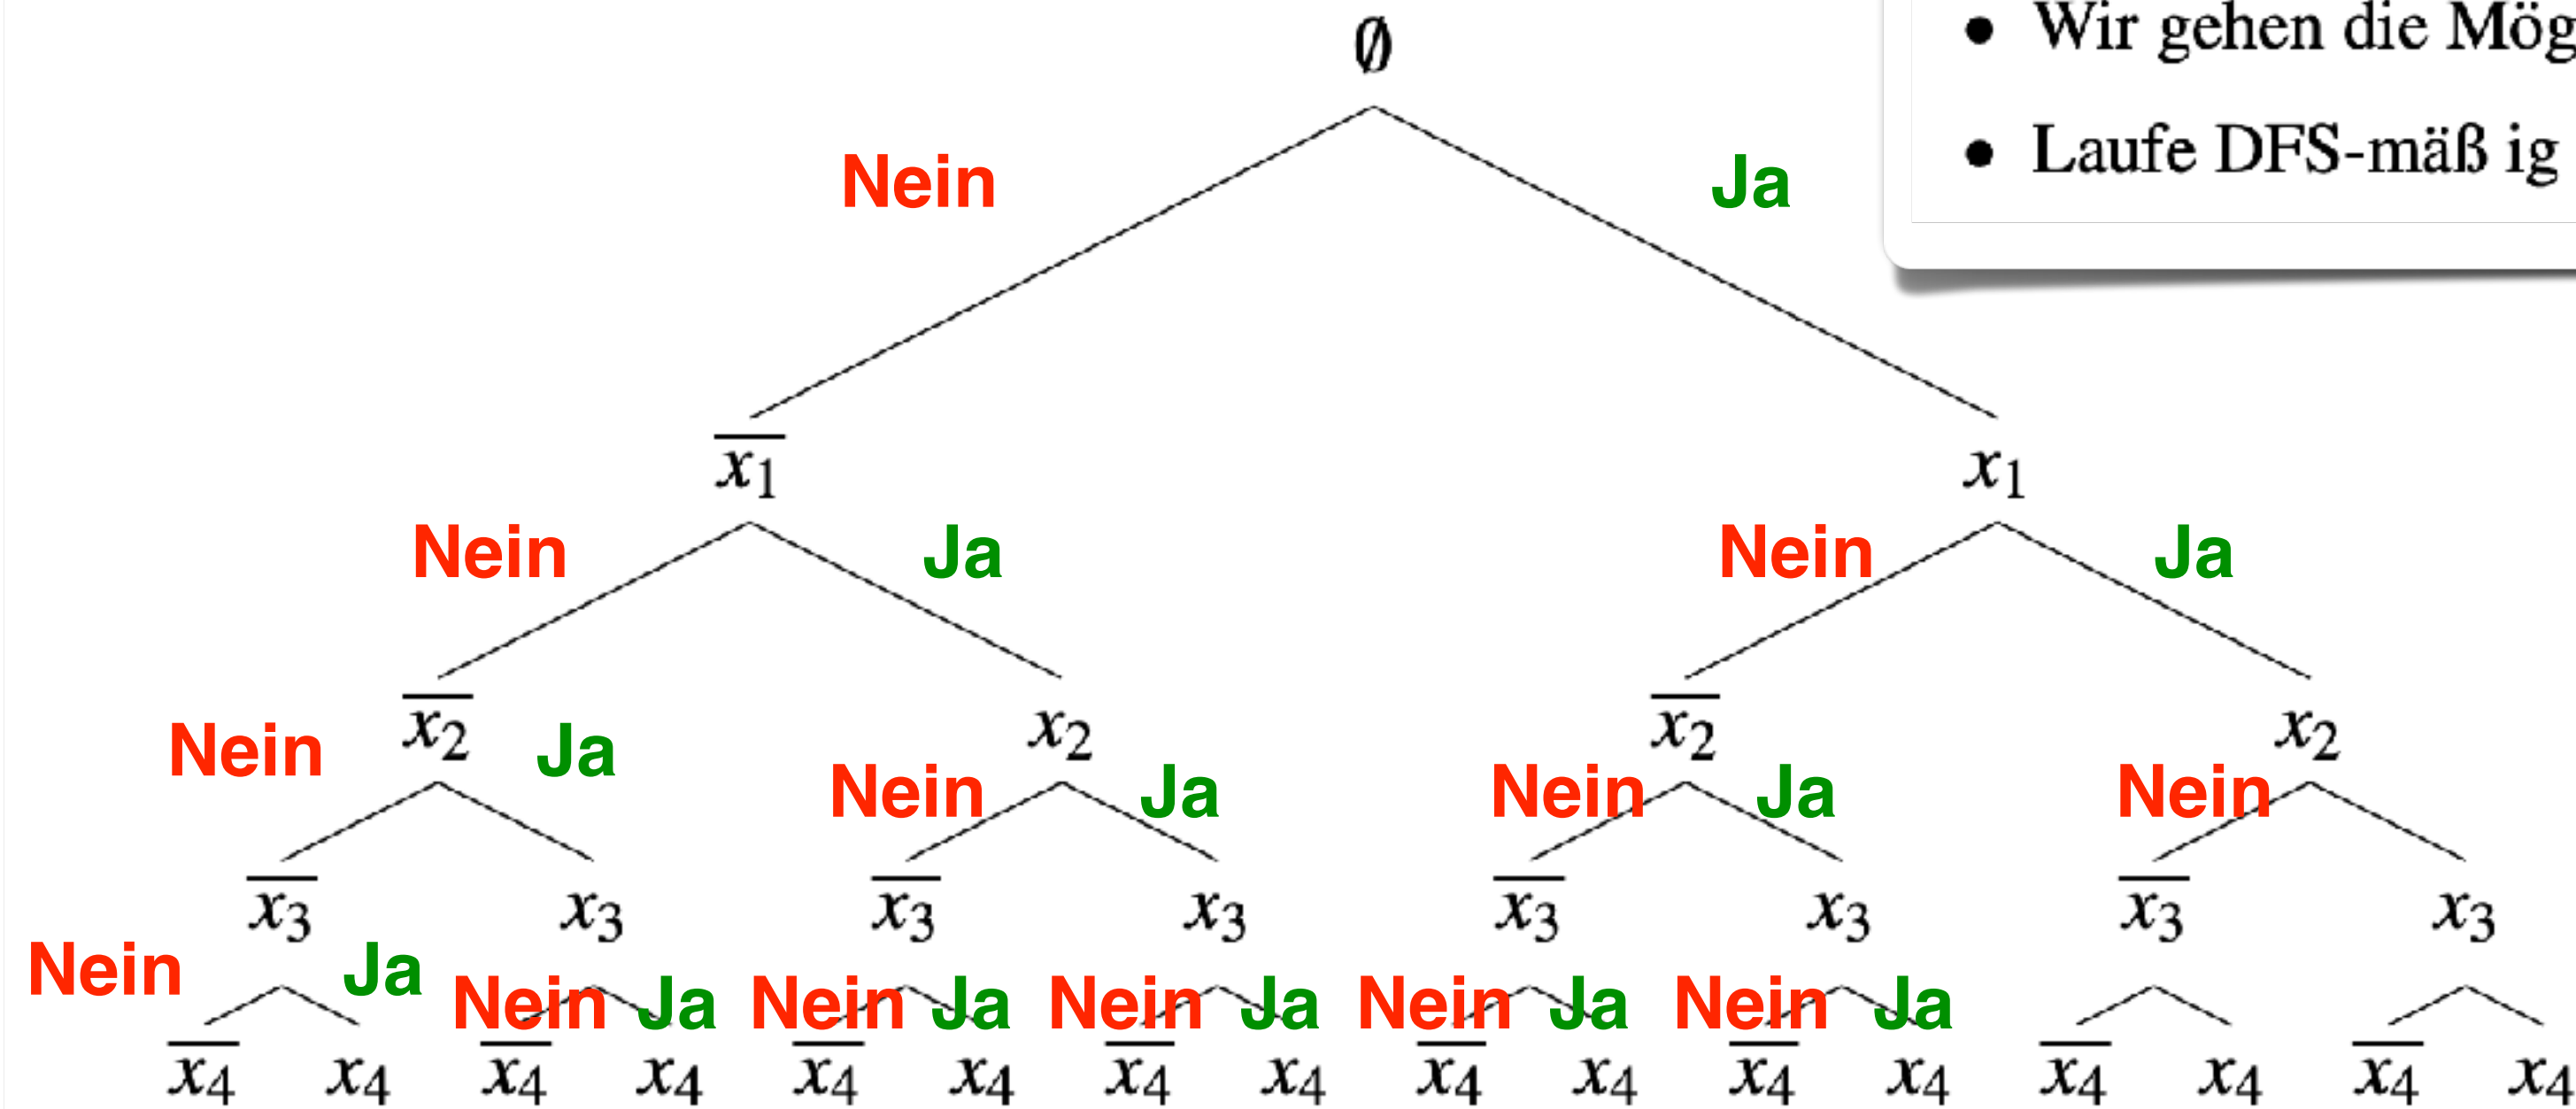 ∅
• Wir gehen die Mög
• Laufe DFS-mäß ig
Nein Ja
x̅₁ x₁
Nein Ja Nein Ja
x̅₂ x₂ x̅₂ x₂
Nein Ja Nein Ja Nein Ja Nein
x̅₃ x₃ x̅₃ x₃ x̅₃ x₃ x̅₃ x₃
Nein Ja Nein Ja Nein Ja Nein Ja Nein Ja Nein Ja
x̅₄ x₄ x̅₄ x₄ x̅₄ x₄ x̅₄ x₄ x̅₄ x₄ x̅₄ x₄ x̅₄ x₄ x̅₄ x₄